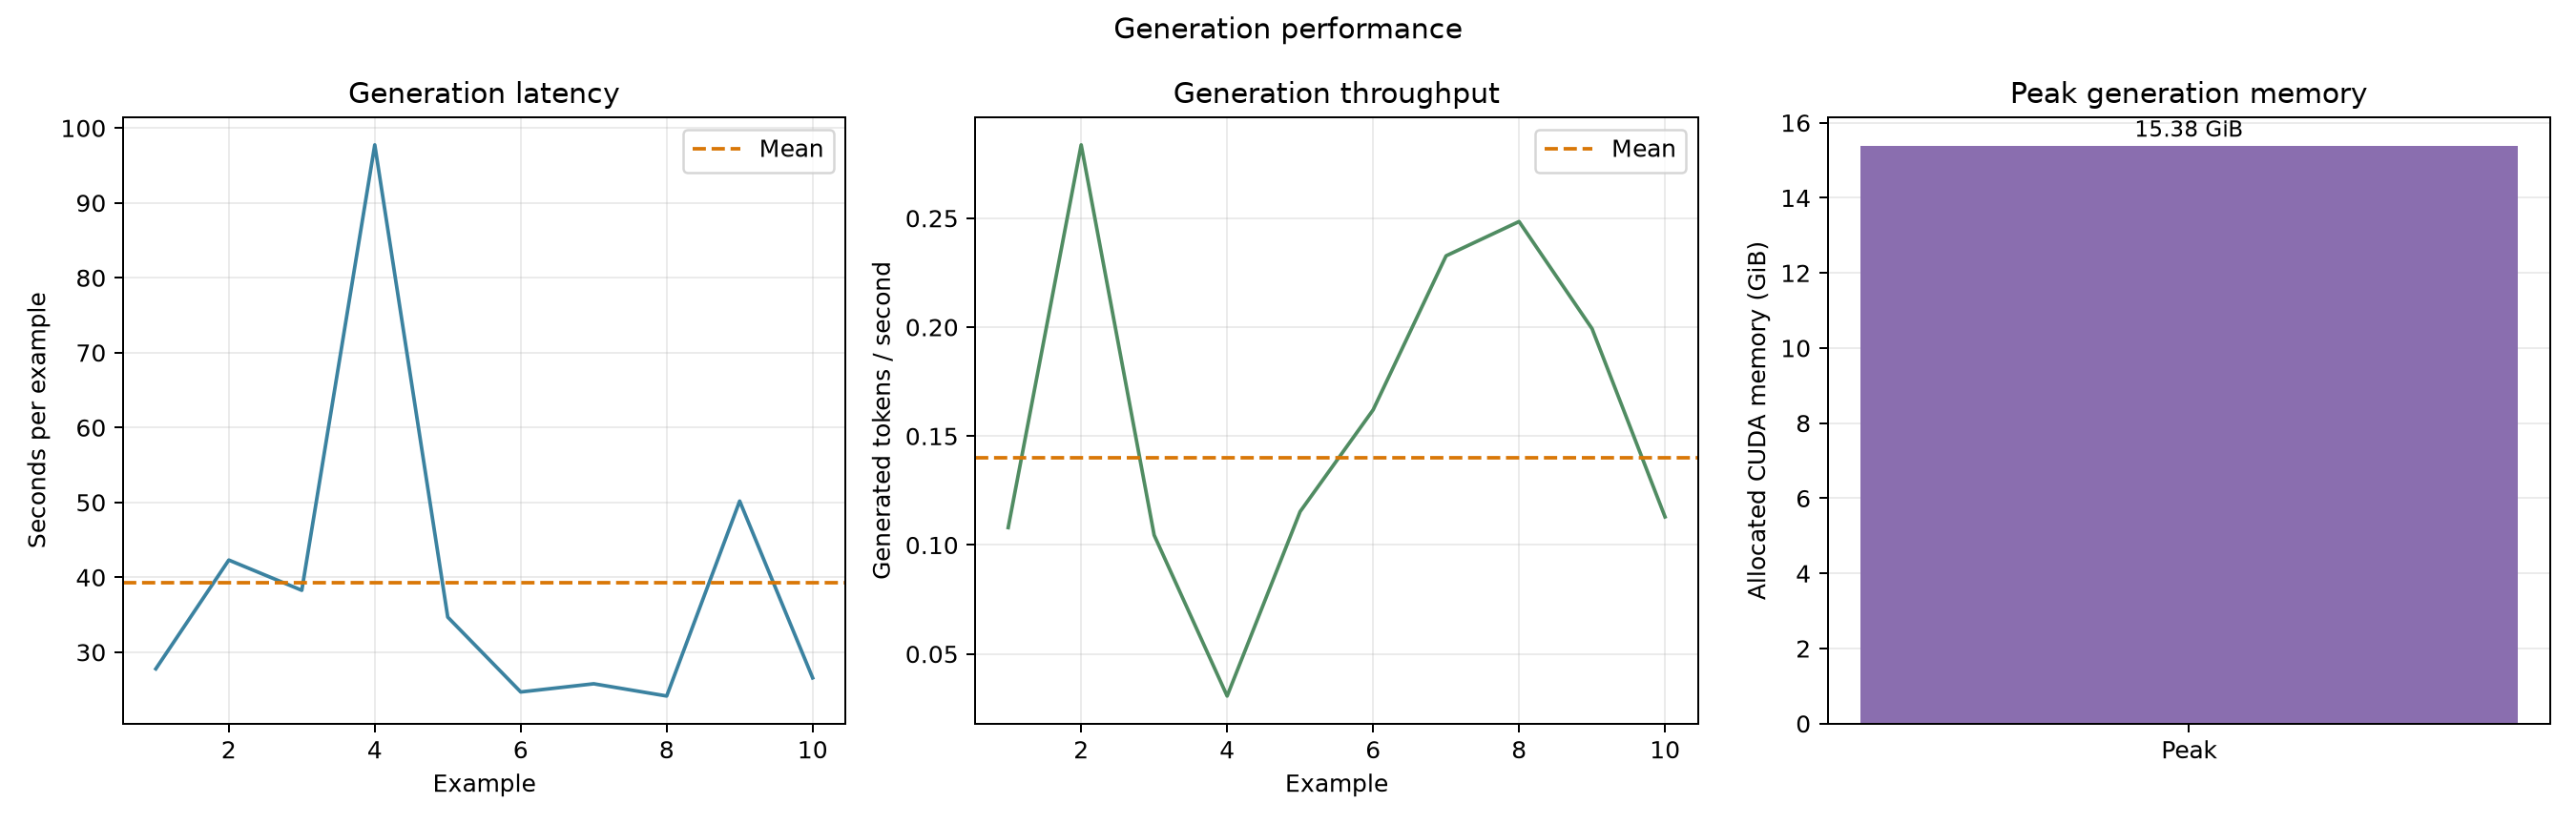 Generation performance
Generation latency
Seconds per example
100
90
80
70
60
50
40
30
2 4 6 8 10
Example
Mean
Generation throughput
Generated tokens / second
0.25
0.20
0.15
0.10
0.05
2 4 6 8 10
Example
Mean
Peak generation memory
Allocated CUDA memory (GiB)
16
14
12
10
8
6
4
2
0
15.38 GiB
Peak